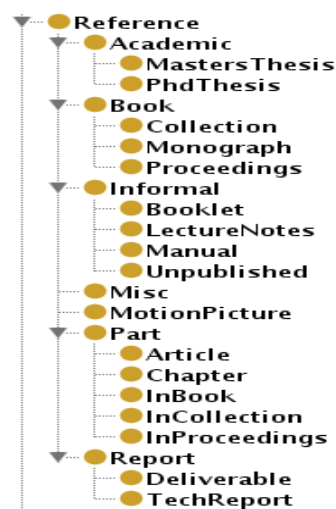 Reference
Academic
MastersThesis
PhdThesis
Book
Collection
Monograph
Proceedings
Informal
Booklet
LectureNotes
Manual
Unpublished
Misc
MotionPicture
Part
Article
Chapter
InBook
InCollection
InProceedings
Report
Deliverable
TechReport